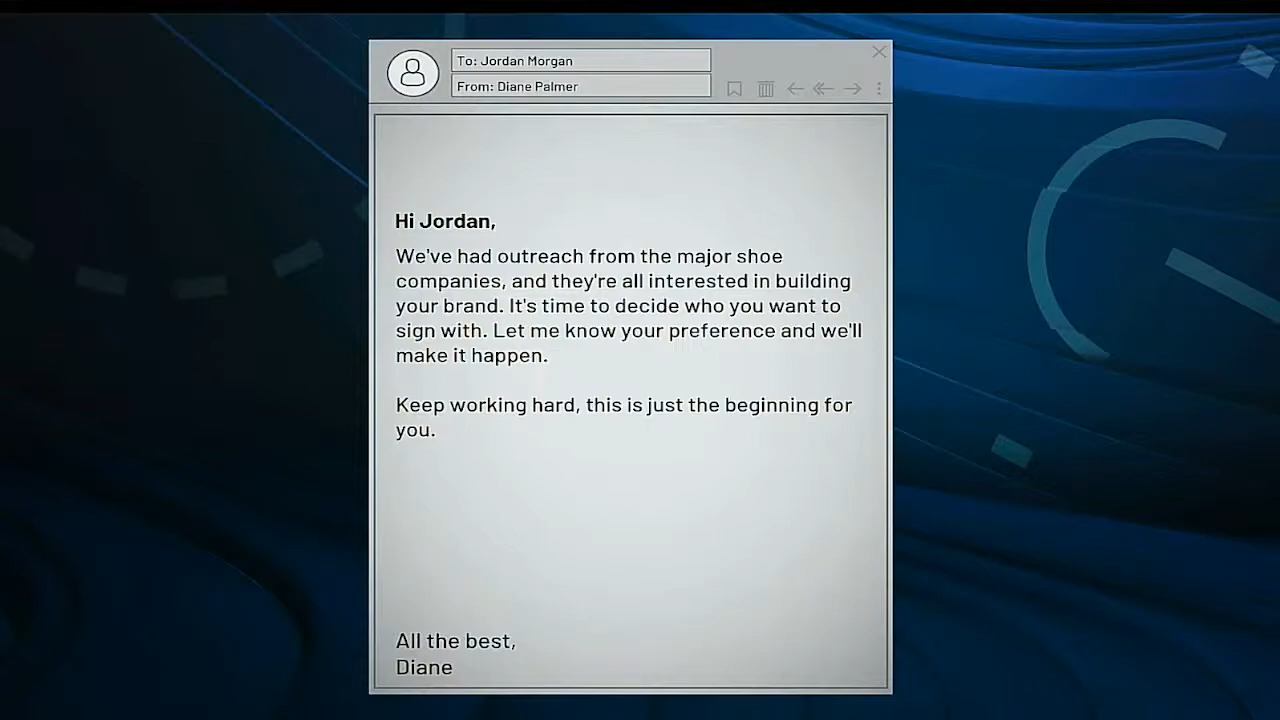 To: Jordan Morgan
From: Diane Palmer
Hi Jordan,
We've had outreach from the major shoe
companies, and they're all interested in building
your brand. It's time to decide who you want to
sign with. Let me know your preference and we'll
make it happen.
Keep working hard, this is just the beginning for
you.
All the best,
Diane